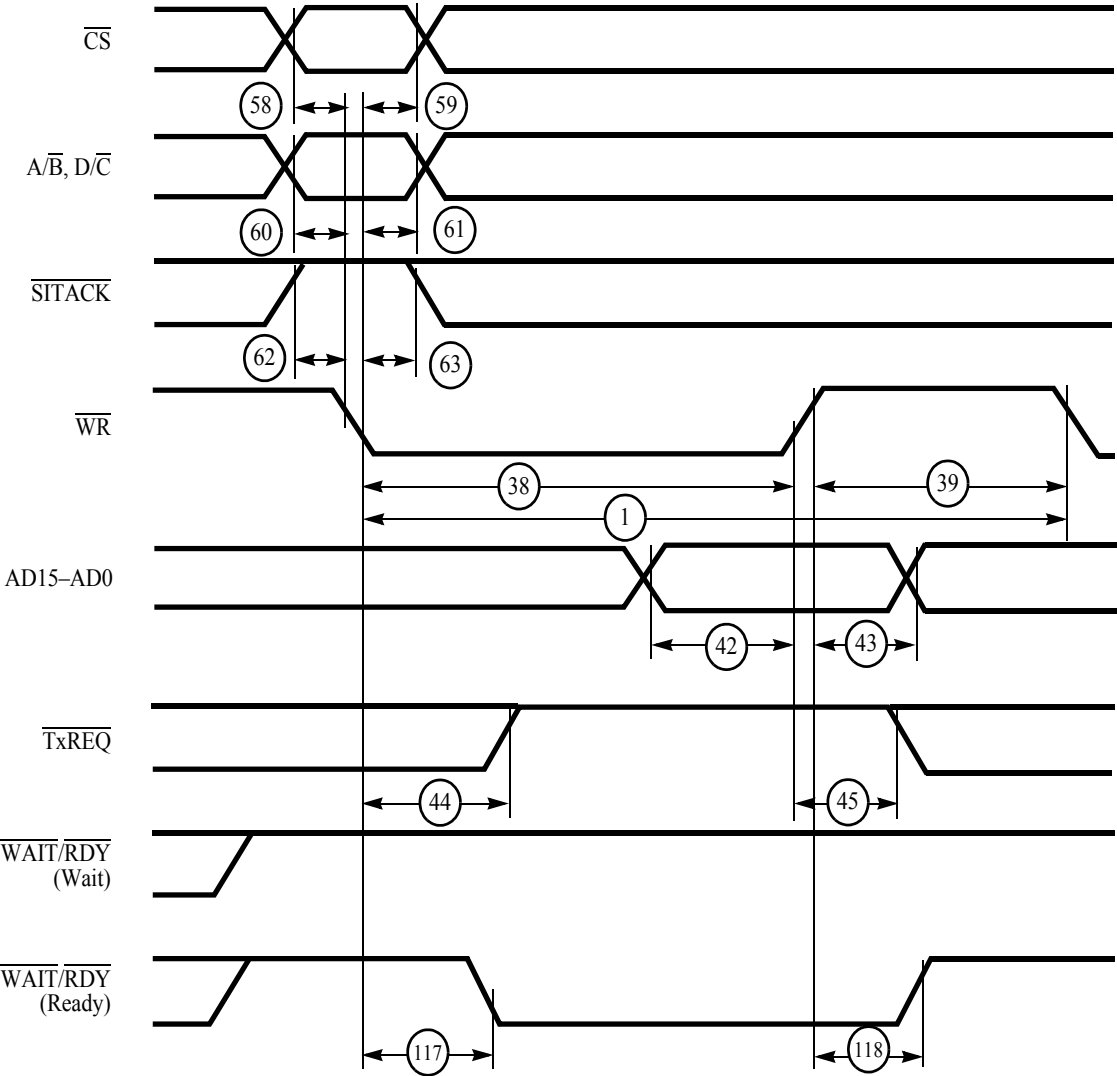 CS
58
59
A/B, D/C
60
61
SITACK
62
63
WR
38
39
1
AD15–AD0
42
43
TxREQ
44
45
WAIT/RDY
(Wait)
WAIT/RDY
(Ready)
117
118